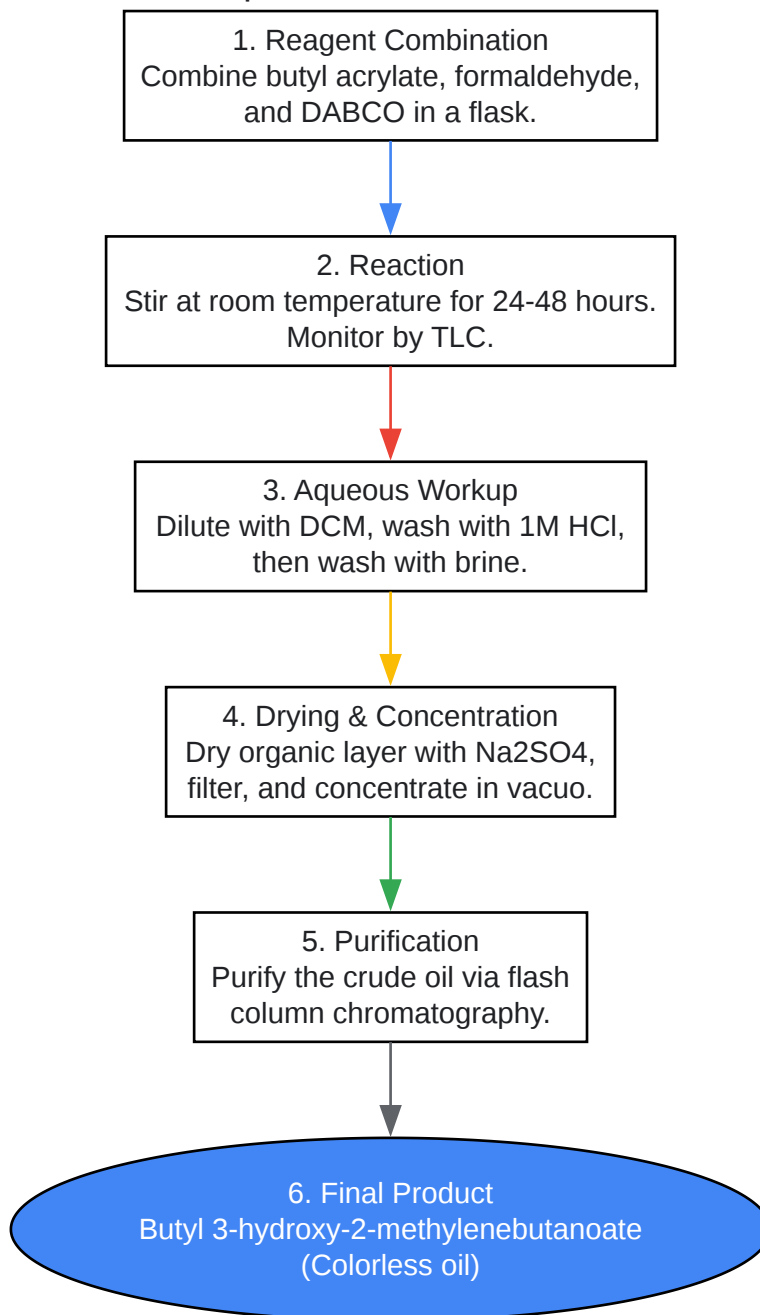 1. Reagent Combination
Combine butyl acrylate, formaldehyde,
and DABCO in a flask.
2. Reaction
Stir at room temperature for 24-48 hours.
Monitor by TLC.
3. Aqueous Workup
Dilute with DCM, wash with 1M HCl,
then wash with brine.
4. Drying & Concentration
Dry organic layer with Na2SO4,
filter, and concentrate in vacuo.
5. Purification
Purify the crude oil via flash
column chromatography.
6. Final Product
Butyl 3-hydroxy-2-methylenebutanoate
(Colorless oil)